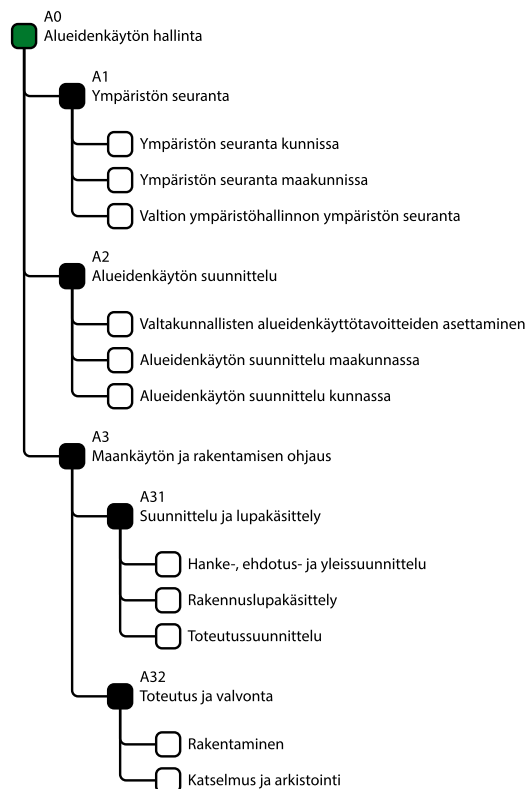 A0
Alueidenkäytön hallinta
A1
Ympäristön seuranta
Ympäristön seuranta kunnissa
Ympäristön seuranta maakunnissa
Valtion ympäristöhallinnon ympäristön seuranta
A2
Alueidenkäytön suunnittelu
Valtakunnallisten alueidenkäyttötavoitteiden asettaminen
Alueidenkäytön suunnittelu maakunnassa
Alueidenkäytön suunnittelu kunnassa
A3
Maankäytön ja rakentamisen ohjaus
A31
Suunnittelu ja lupakäsittely
Hanke-, ehdotus- ja yleissuunnittelu
Rakennuslupakäsittely
Toteutussuunnittelu
A32
Toteutus ja valvonta
Rakentaminen
Katselmus ja arkistointi